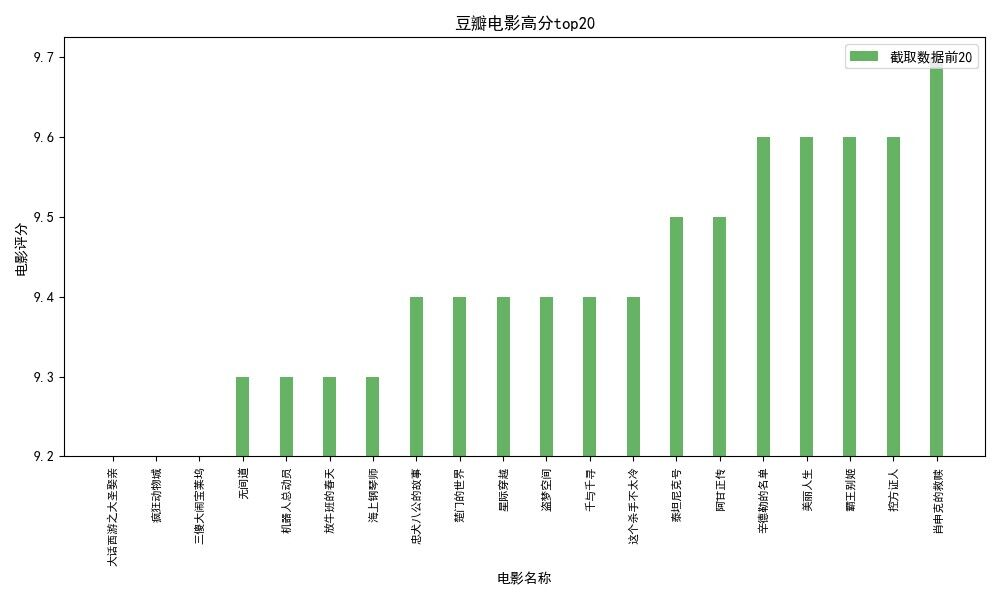 豆瓣电影高分top20
截取数据前20
电影评分
9.7
9.6
9.5
9.4
9.3
9.2
大话西游之大圣娶亲
疯狂动物城
三傻大闹宝莱坞
无间道
机器人总动员
放牛班的春天
海上钢琴师
忠犬八公的故事
楚门的世界
星际穿越
盗梦空间
千与千寻
这个杀手不太冷
泰坦尼克号
阿甘正传
辛德勒的名单
美丽人生
霸王别姬
控方证人
肖申克的救赎
电影名称